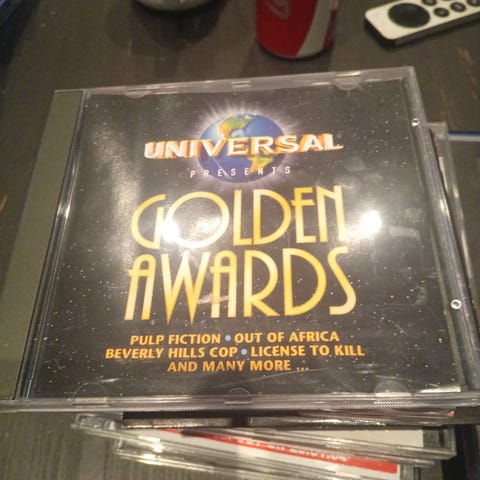 UNIVERSAL
PRESENTS
GOLDEN
AWARDS
PULP FICTION • OUT OF AFRICA
BEVERLY HILLS COP • LICENSE TO KILL
AND MANY MORE ...